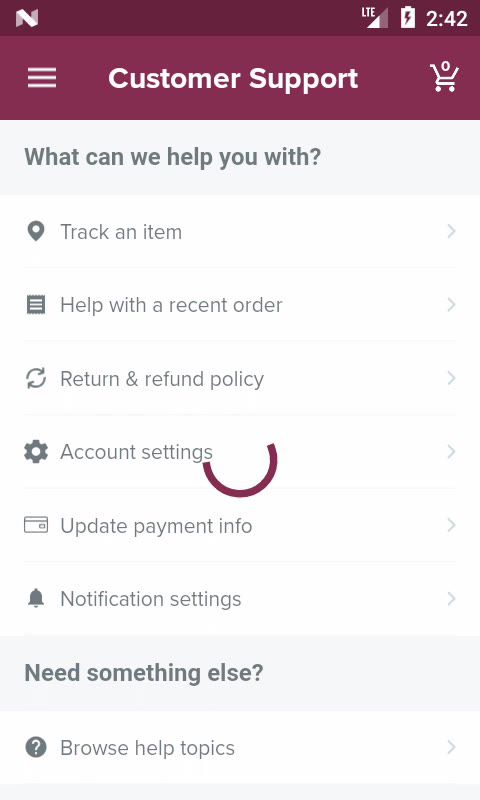 LTE 2:42
Customer Support
0
What can we help you with?
Track an item
Help with a recent order
Return & refund policy
Account settings
Update payment info
Notification settings
Need something else?
Browse help topics